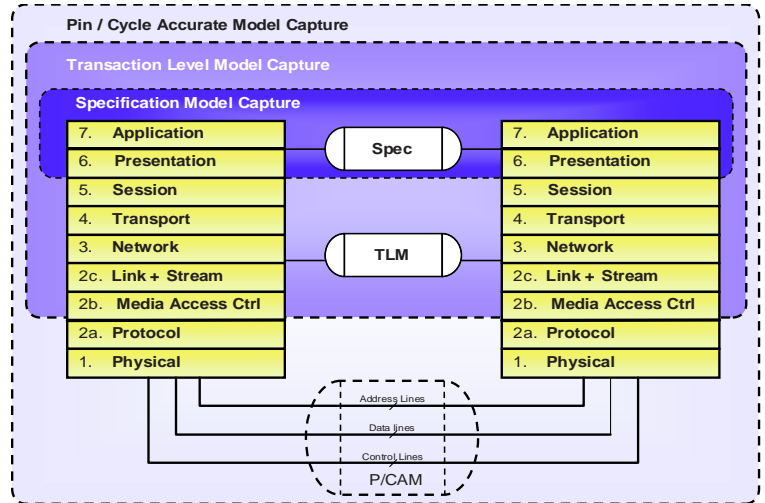 Pin / Cycle Accurate Model Capture
Transaction Level Model Capture
Specification Model Capture
7. Application
6. Presentation
5. Session
4. Transport
3. Network
2c. Link + Stream
2b. Media Access Ctrl
2a. Protocol
1. Physical
Spec
TLM
7. Application
6. Presentation
5. Session
4. Transport
3. Network
2c. Link + Stream
2b. Media Access Ctrl
2a. Protocol
1. Physical
Address Lines
Data lines
Control Lines
P/CAM